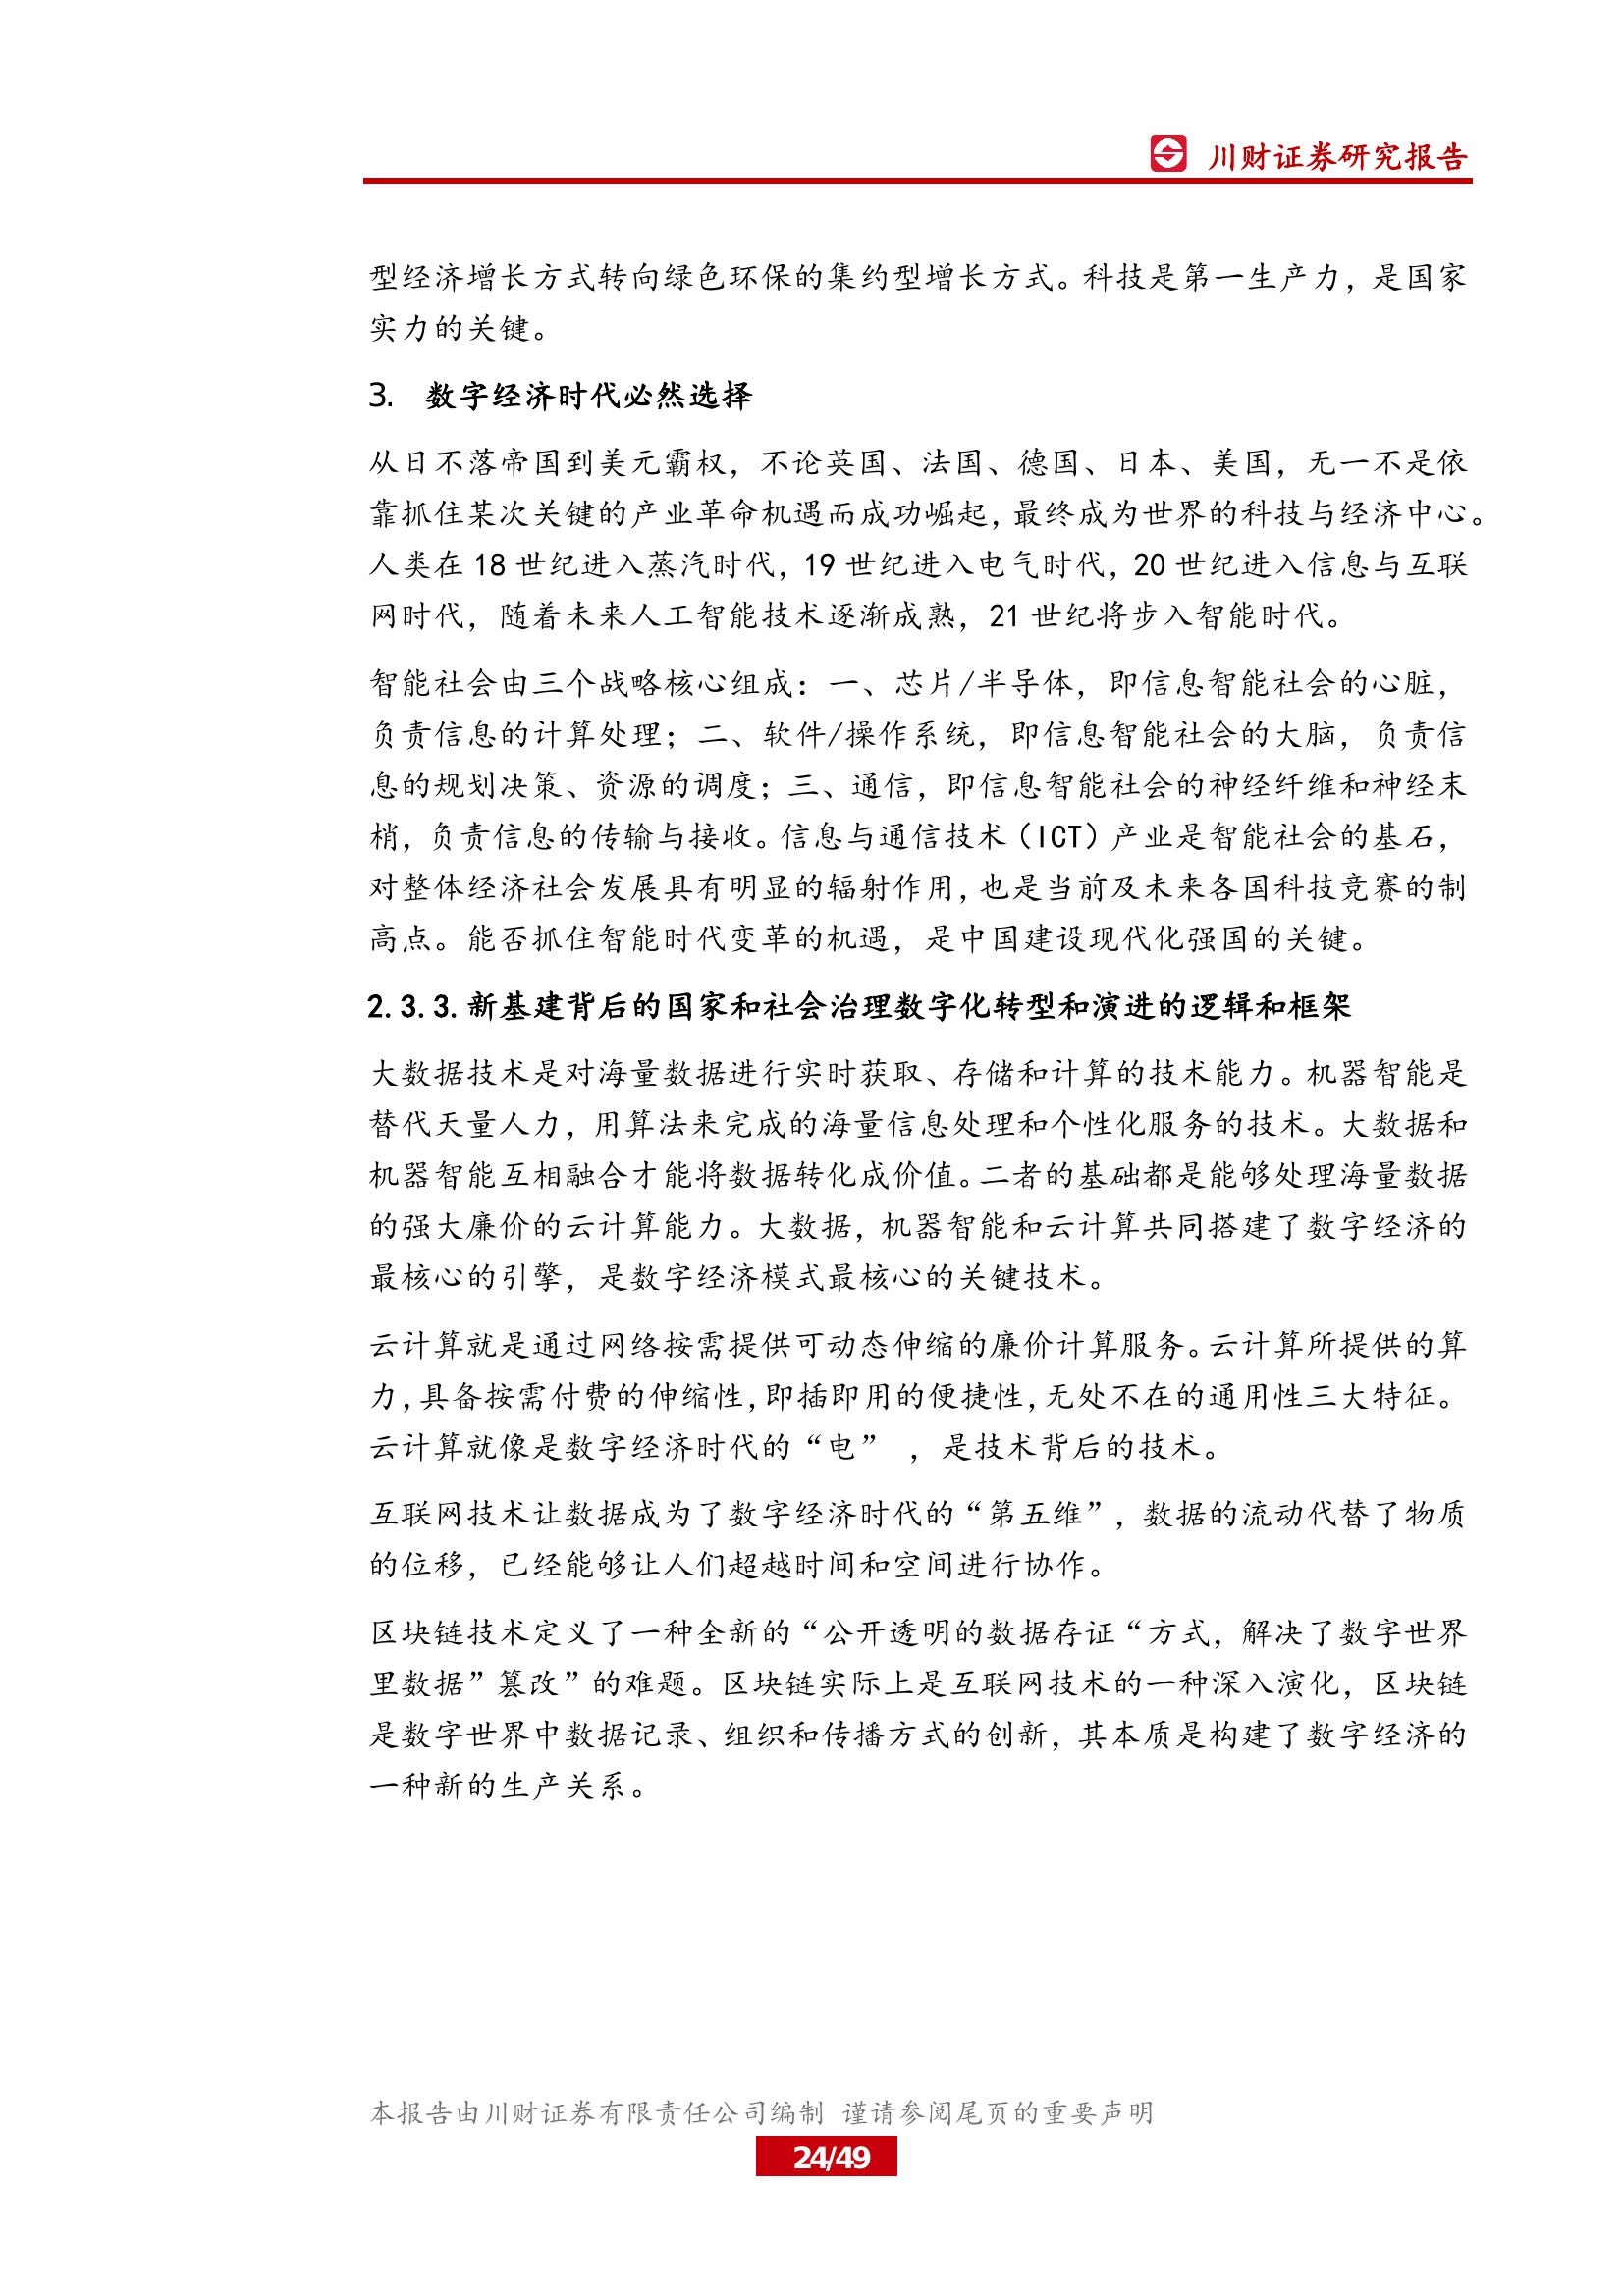 川财证券研究报告
型经济增长方式转向绿色环保的集约型增长方式。科技是第一生产力，是国家
实力的关键。
3. 数字经济时代必然选择
从日不落帝国到美元霸权，不论英国、法国、德国、日本、美国，无一不是依
靠抓住某次关键的产业革命机遇而成功崛起，最终成为世界的科技与经济中心。
人类在 18 世纪进入蒸汽时代，19 世纪进入电气时代，20 世纪进入信息与互联
网时代，随着未来人工智能技术逐渐成熟，21 世纪将步入智能时代。
智能社会由三个战略核心组成：一、芯片/半导体，即信息智能社会的心脏，
负责信息的计算处理；二、软件/操作系统，即信息智能社会的大脑，负责信
息的规划决策、资源的调度；三、通信，即信息智能社会的神经纤维和神经末
梢，负责信息的传输与接收。信息与通信技术（ICT）产业是智能社会的基石，
对整体经济社会发展具有明显的辐射作用，也是当前及未来各国科技竞赛的制
高点。能否抓住智能时代变革的机遇，是中国建设现代化强国的关键。
2.3.3.新基建背后的国家和社会治理数字化转型和演进的逻辑和框架
大数据技术是对海量数据进行实时获取、存储和计算的技术能力。机器智能是
替代天量人力，用算法来完成的海量信息处理和个性化服务的技术。大数据和
机器智能互相融合才能将数据转化成价值。二者的基础都是能够处理海量数据
的强大廉价的云计算能力。大数据，机器智能和云计算共同搭建了数字经济的
最核心的引擎，是数字经济模式最核心的关键技术。
云计算就是通过网络按需提供可动态伸缩的廉价计算服务。云计算所提供的算
力，具备按需付费的伸缩性，即插即用的便捷性，无处不在的通用性三大特征。
云计算就像是数字经济时代的“电” ，是技术背后的技术。
互联网技术让数据成为了数字经济时代的“第五维”，数据的流动代替了物质
的位移，已经能够让人们超越时间和空间进行协作。
区块链技术定义了一种全新的“公开透明的数据存证“方式，解决了数字世界
里数据”篡改”的难题。区块链实际上是互联网技术的一种深入演化，区块链
是数字世界中数据记录、组织和传播方式的创新，其本质是构建了数字经济的
一种新的生产关系。
本报告由川财证券有限责任公司编制 谨请参阅尾页的重要声明
24/49